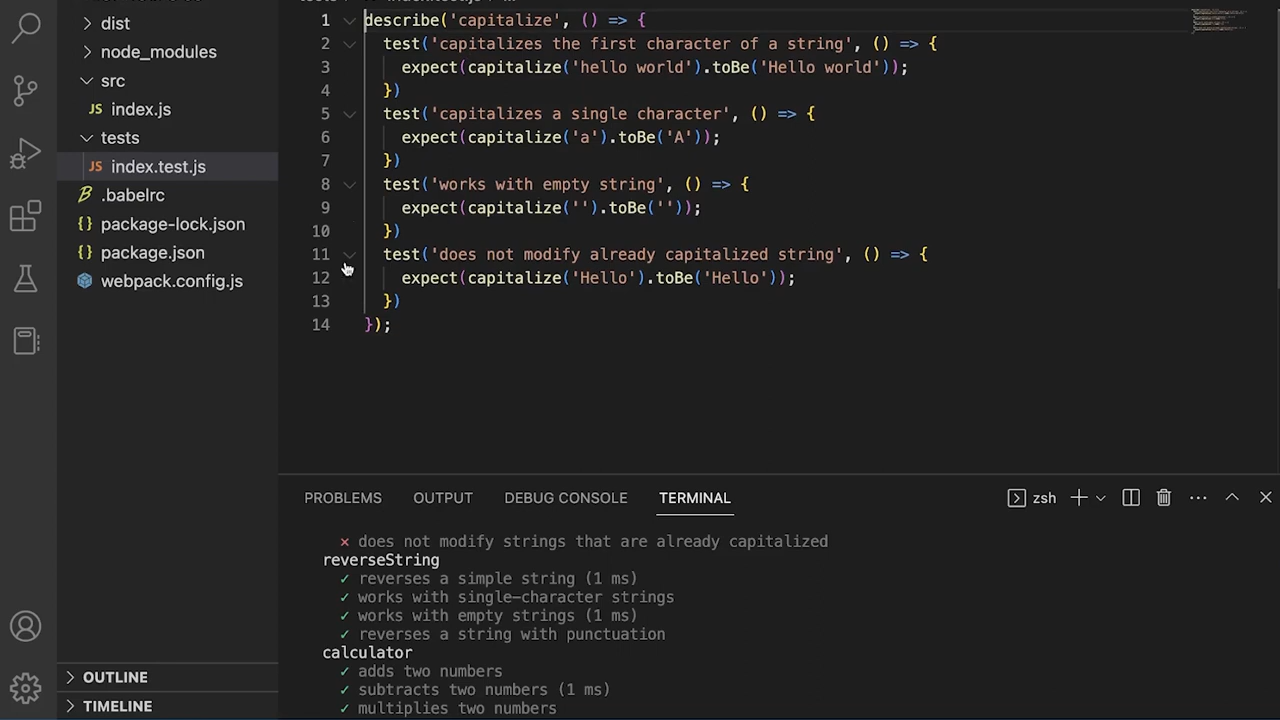 dist
node_modules
src
JS index.js
tests
JS index.test.js
.babelrc
{} package-lock.json
{} package.json
webpack.config.js
OUTLINE
TIMELINE
1 describe('capitalize', () => {
2 test('capitalizes the first character of a string', () => {
3 expect(capitalize('hello world').toBe('Hello world'));
4 })
5 test('capitalizes a single character', () => {
6 expect(capitalize('a').toBe('A'));
7 })
8 test('works with empty string', () => {
9 expect(capitalize('').toBe(''));
10 })
11 test('does not modify already capitalized string', () => {
12 expect(capitalize('Hello').toBe('Hello'));
13 })
14 });
PROBLEMS OUTPUT DEBUG CONSOLE TERMINAL zsh
✕ does not modify strings that are already capitalized
reverseString
✓ reverses a simple string (1 ms)
✓ works with single-character strings
✓ works with empty strings (1 ms)
✓ reverses a string with punctuation
calculator
✓ adds two numbers
✓ subtracts two numbers (1 ms)
✓ multiplies two numbers